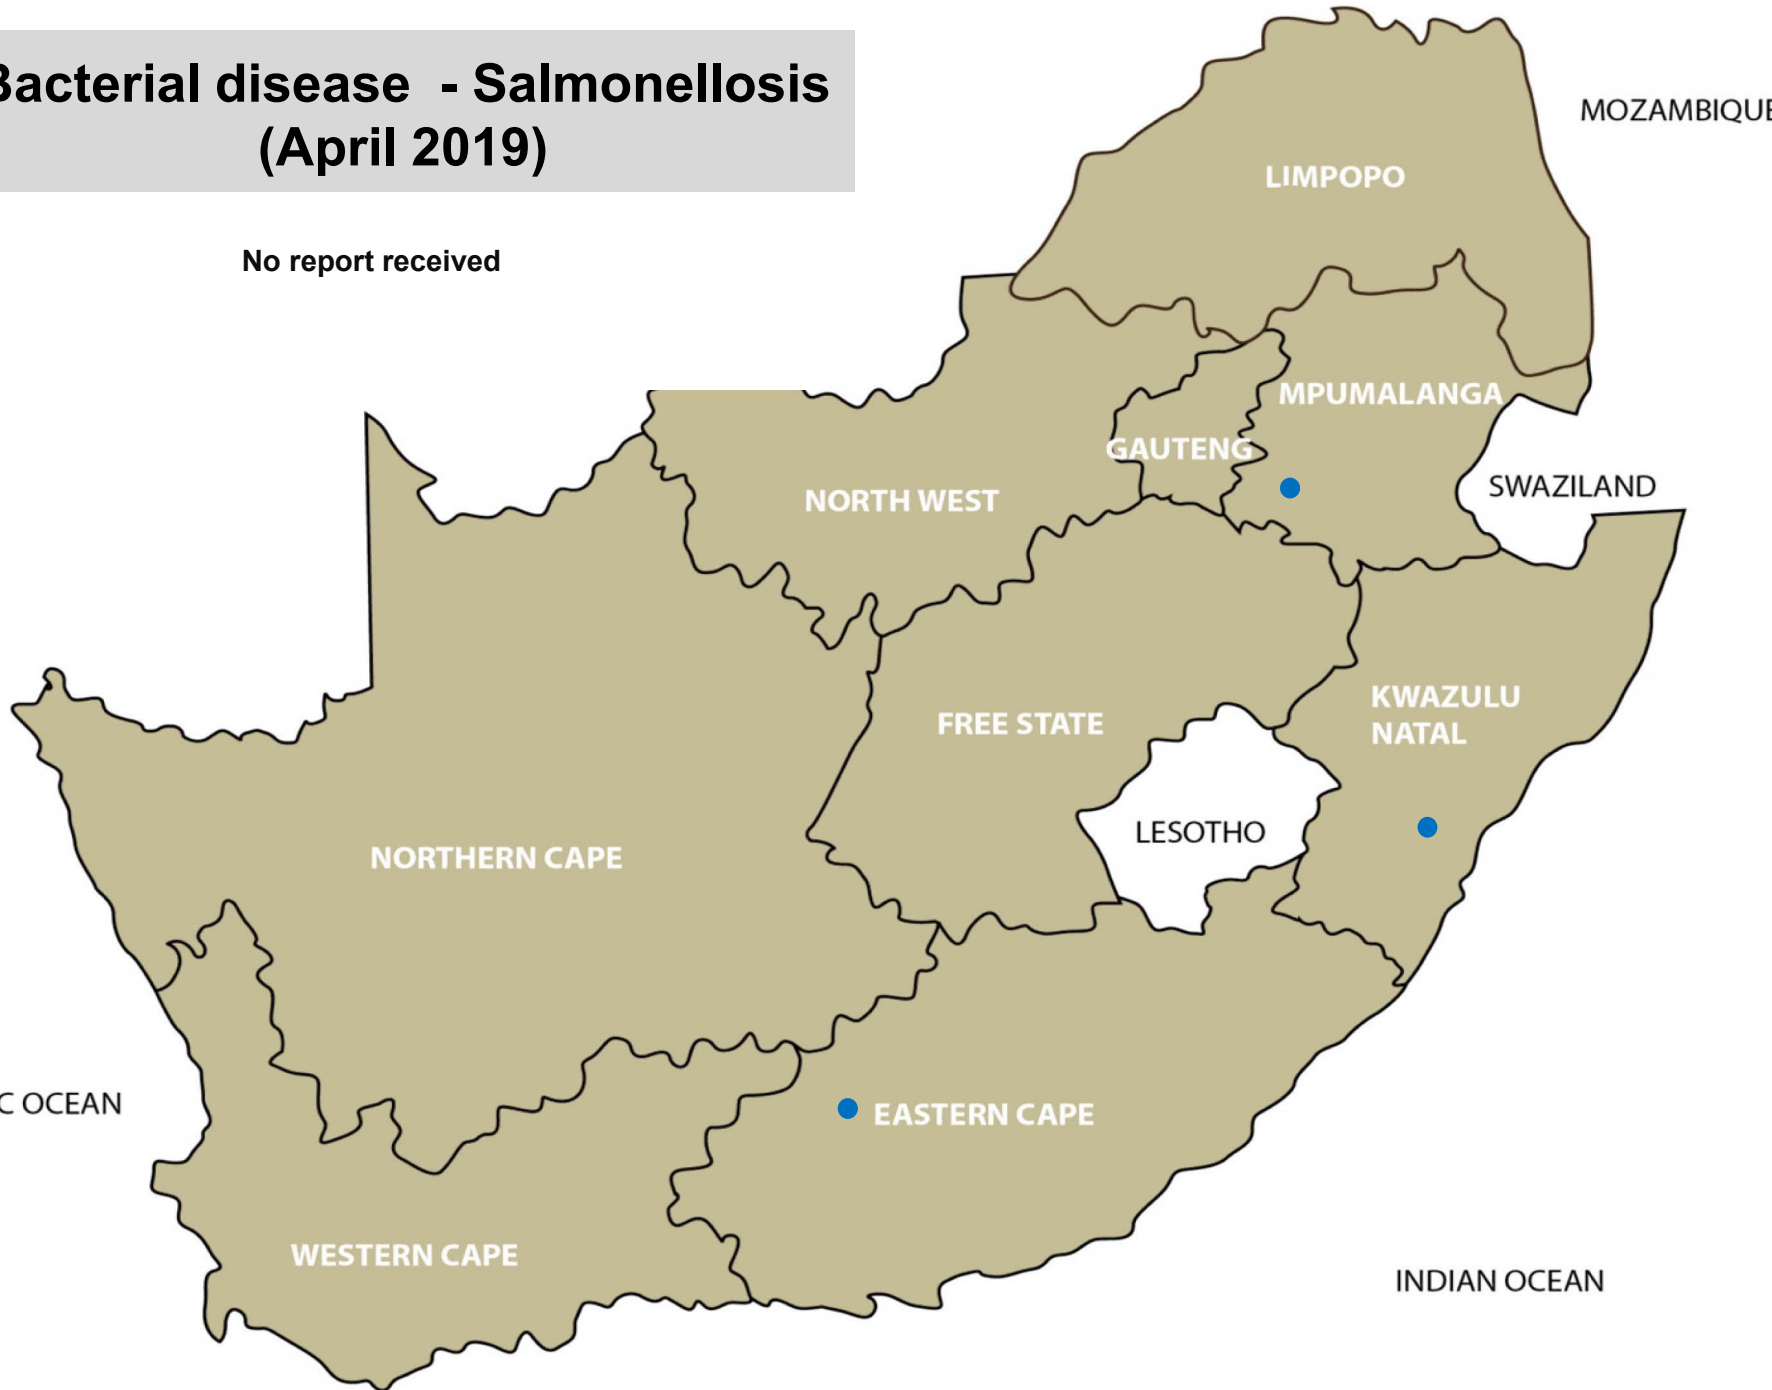 Bacterial disease - Salmonellosis
(April 2019)
No report received
MOZAMBIQUE
LIMPOPO
MPUMALANGA
GAUTENG
SWAZILAND
NORTH WEST
KWAZULU
NATAL
FREE STATE
LESOTHO
NORTHERN CAPE
C OCEAN
EASTERN CAPE
WESTERN CAPE
INDIAN OCEAN